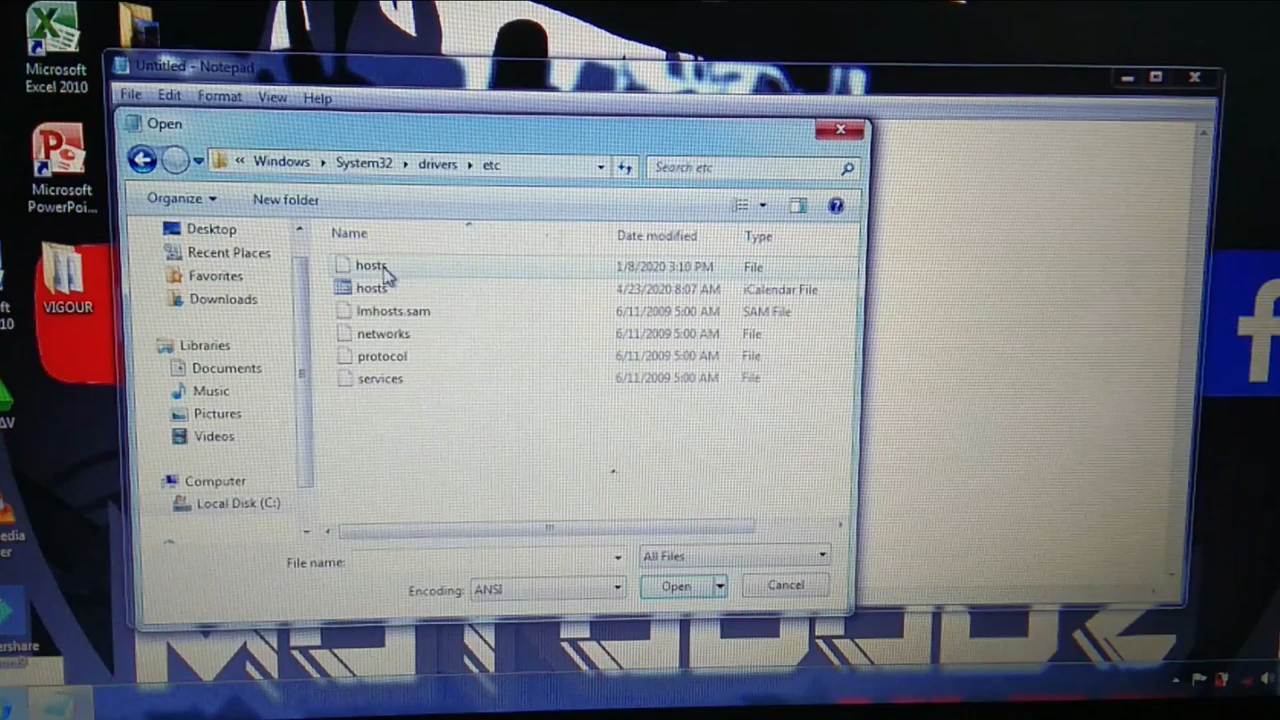 Microsoft
Excel 2010
Microsoft
PowerPoi...
VIGOUR
Untitled - Notepad
File Edit Format View Help
Open
« Windows System32 drivers etc
Search etc
Organize New folder
Desktop
Recent Places
Favorites
Downloads
Libraries
Documents
Music
Pictures
Videos
Computer
Local Disk (C:)
Name Date modified Type
hosts 1/8/2020 3:10 PM File
hosts 4/23/2020 8:07 AM iCalendar File
lmhosts.sam 6/11/2009 5:00 AM SAM File
networks 6/11/2009 5:00 AM File
protocol 6/11/2009 5:00 AM File
services 6/11/2009 5:00 AM File
File name: All Files
Encoding: ANSI Open Cancel
f